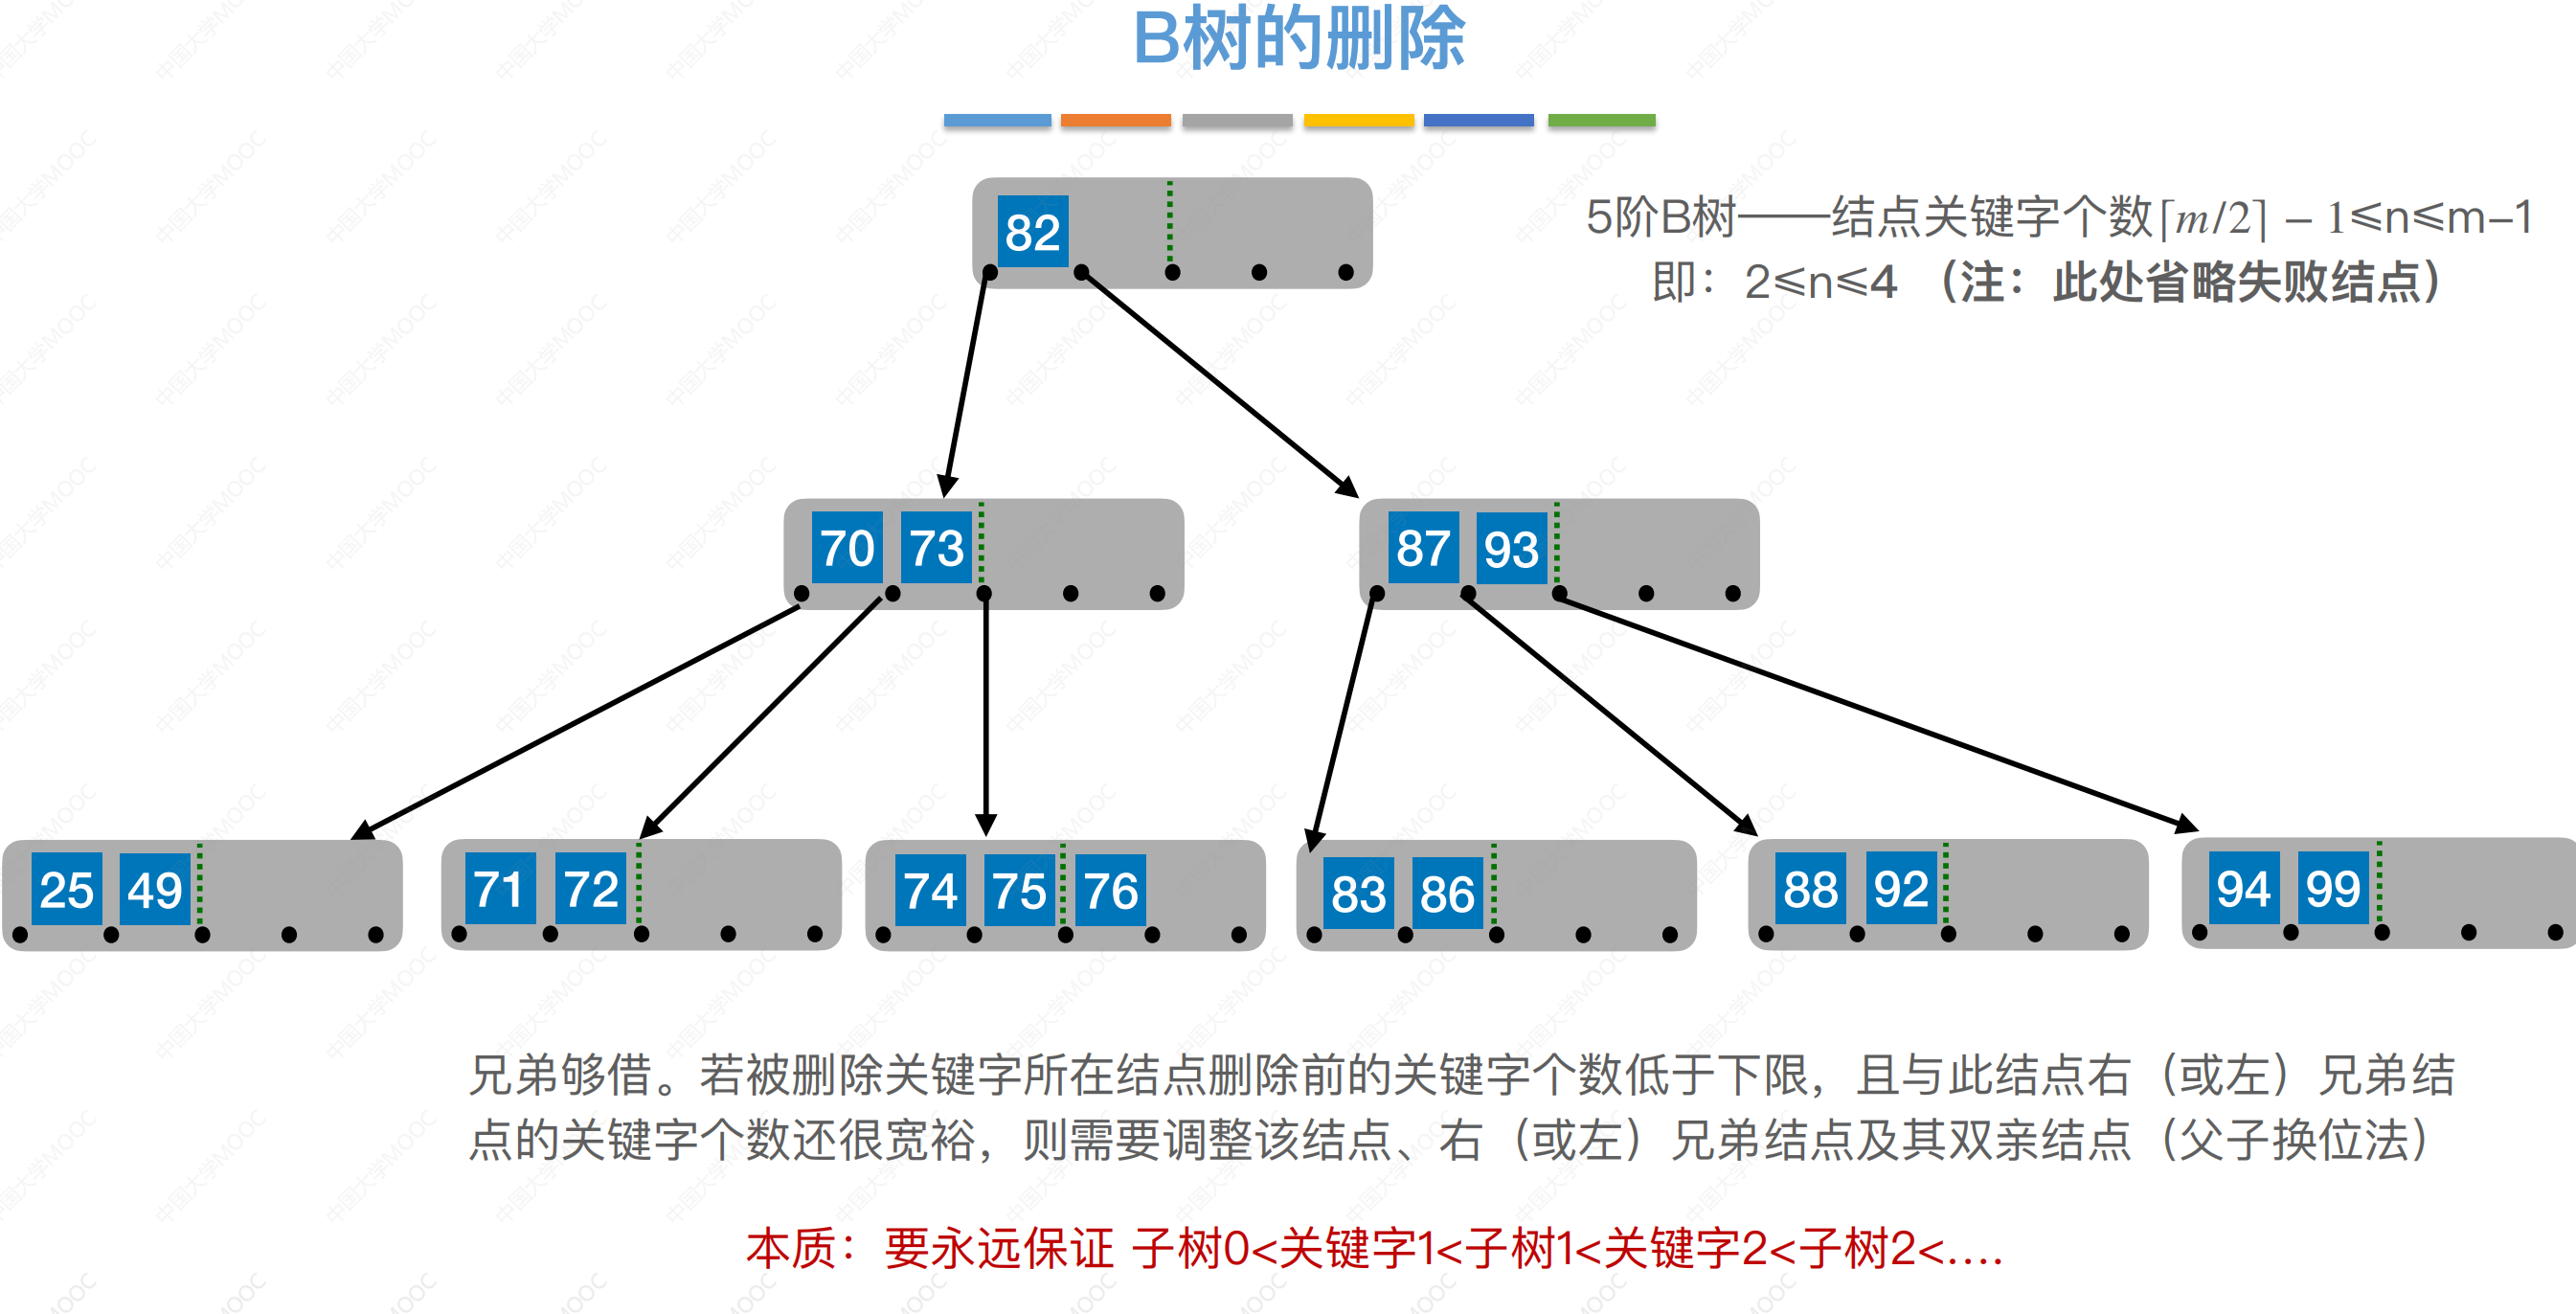 B树的删除
82
5阶B树——结点关键字个数⌈m/2⌉ − 1≤n≤m−1
即：2≤n≤4 （注：此处省略失败结点）
70 73
87 93
25 49
71 72
74 75 76
83 86
88 92
94 99
兄弟够借。若被删除关键字所在结点删除前的关键字个数低于下限，且与此结点右（或左）兄弟结
点的关键字个数还很宽裕，则需要调整该结点、右（或左）兄弟结点及其双亲结点（父子换位法）
本质：要永远保证 子树0<关键字1<子树1<关键字2<子树2<....
中国大学MOOC